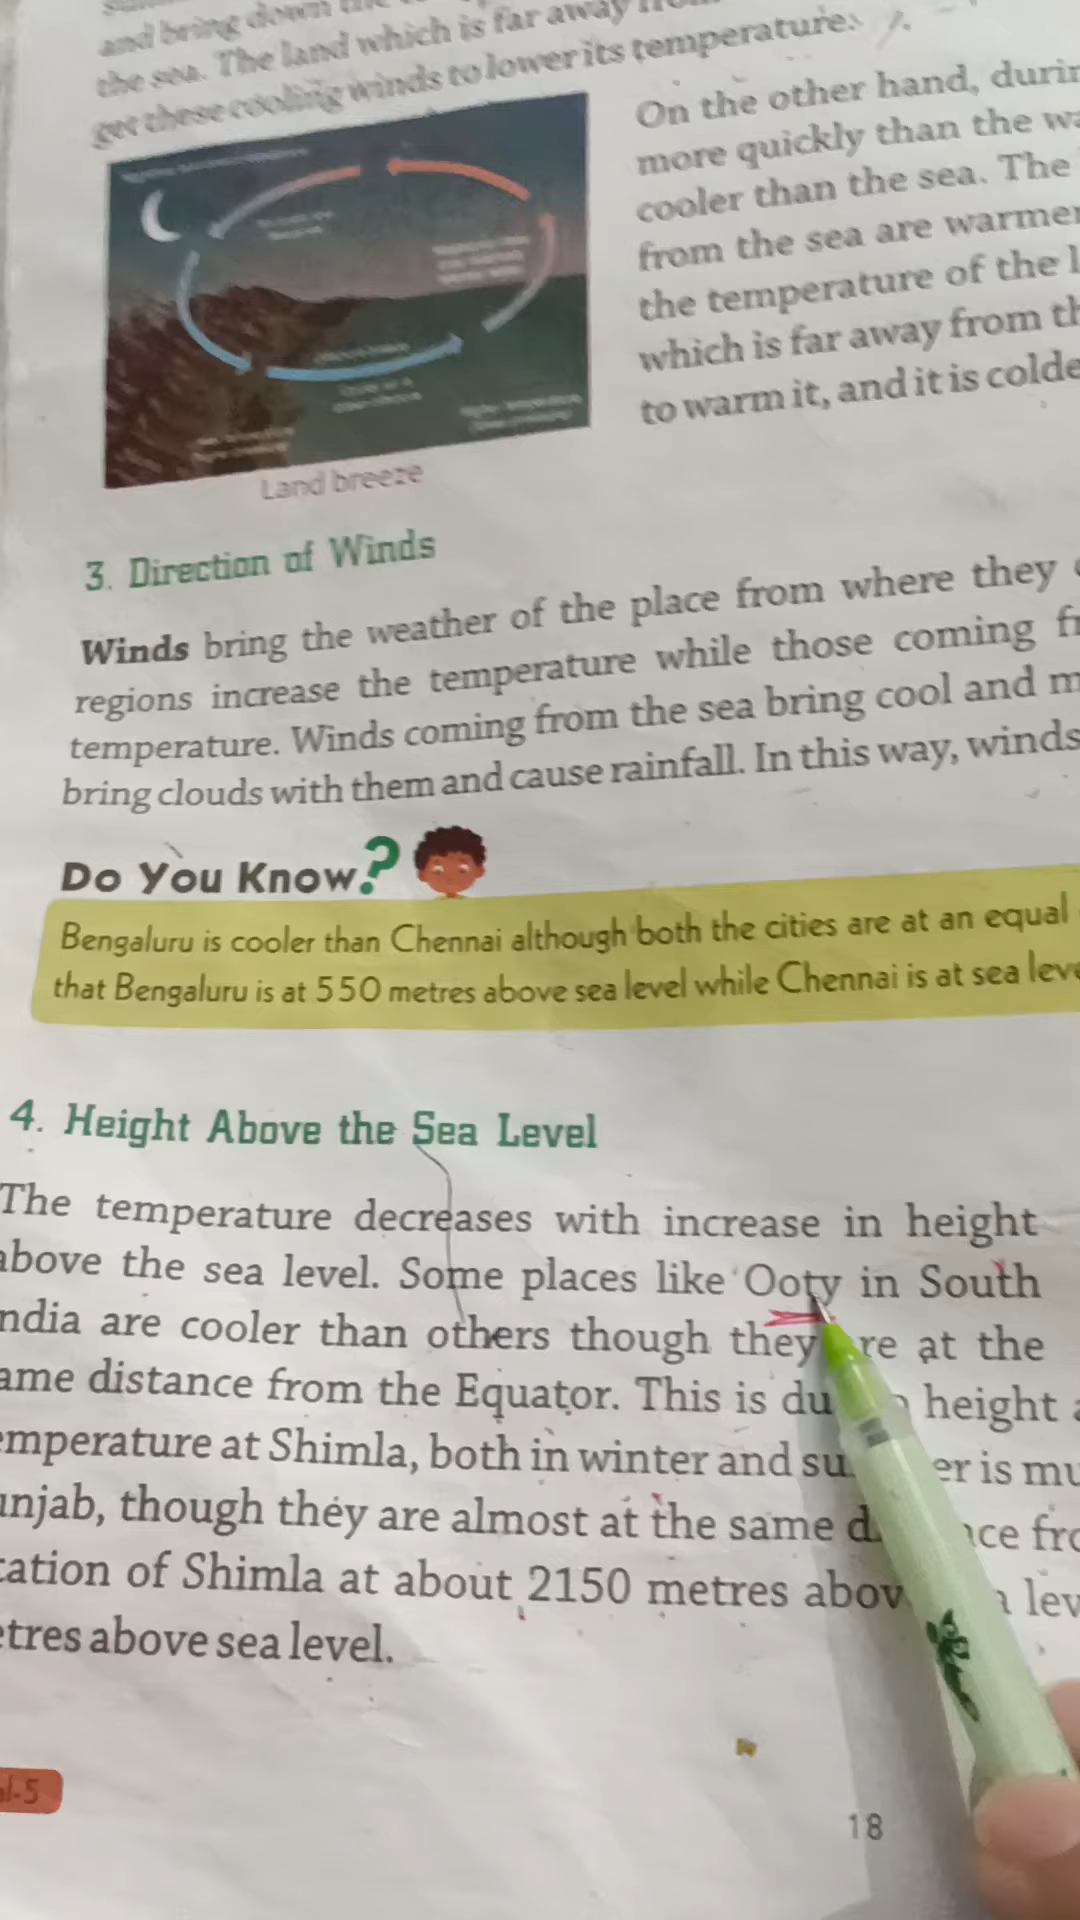 and bring down the
the sea. The land which is far away from
get these cooling winds to lower its temperature.
On the other hand, durin
more quickly than the wa
cooler than the sea. The
from the sea are warmer
the temperature of the l
which is far away from th
to warm it, and it is colde
Land breeze
3. Direction of Winds
Winds bring the weather of the place from where they
regions increase the temperature while those coming fr
temperature. Winds coming from the sea bring cool and m
bring clouds with them and cause rainfall. In this way, winds
Do You Know?
Bengaluru is cooler than Chennai although both the cities are at an equal
that Bengaluru is at 550 metres above sea level while Chennai is at sea leve
4. Height Above the Sea Level
The temperature decreases with increase in height
above the sea level. Some places like Ooty in South
ndia are cooler than others though they re at the
ame distance from the Equator. This is du height a
emperature at Shimla, both in winter and su er is mu
unjab, though they are almost at the same d nce fro
cation of Shimla at about 2150 metres abov a lev
etres above sea level.
l-5
18